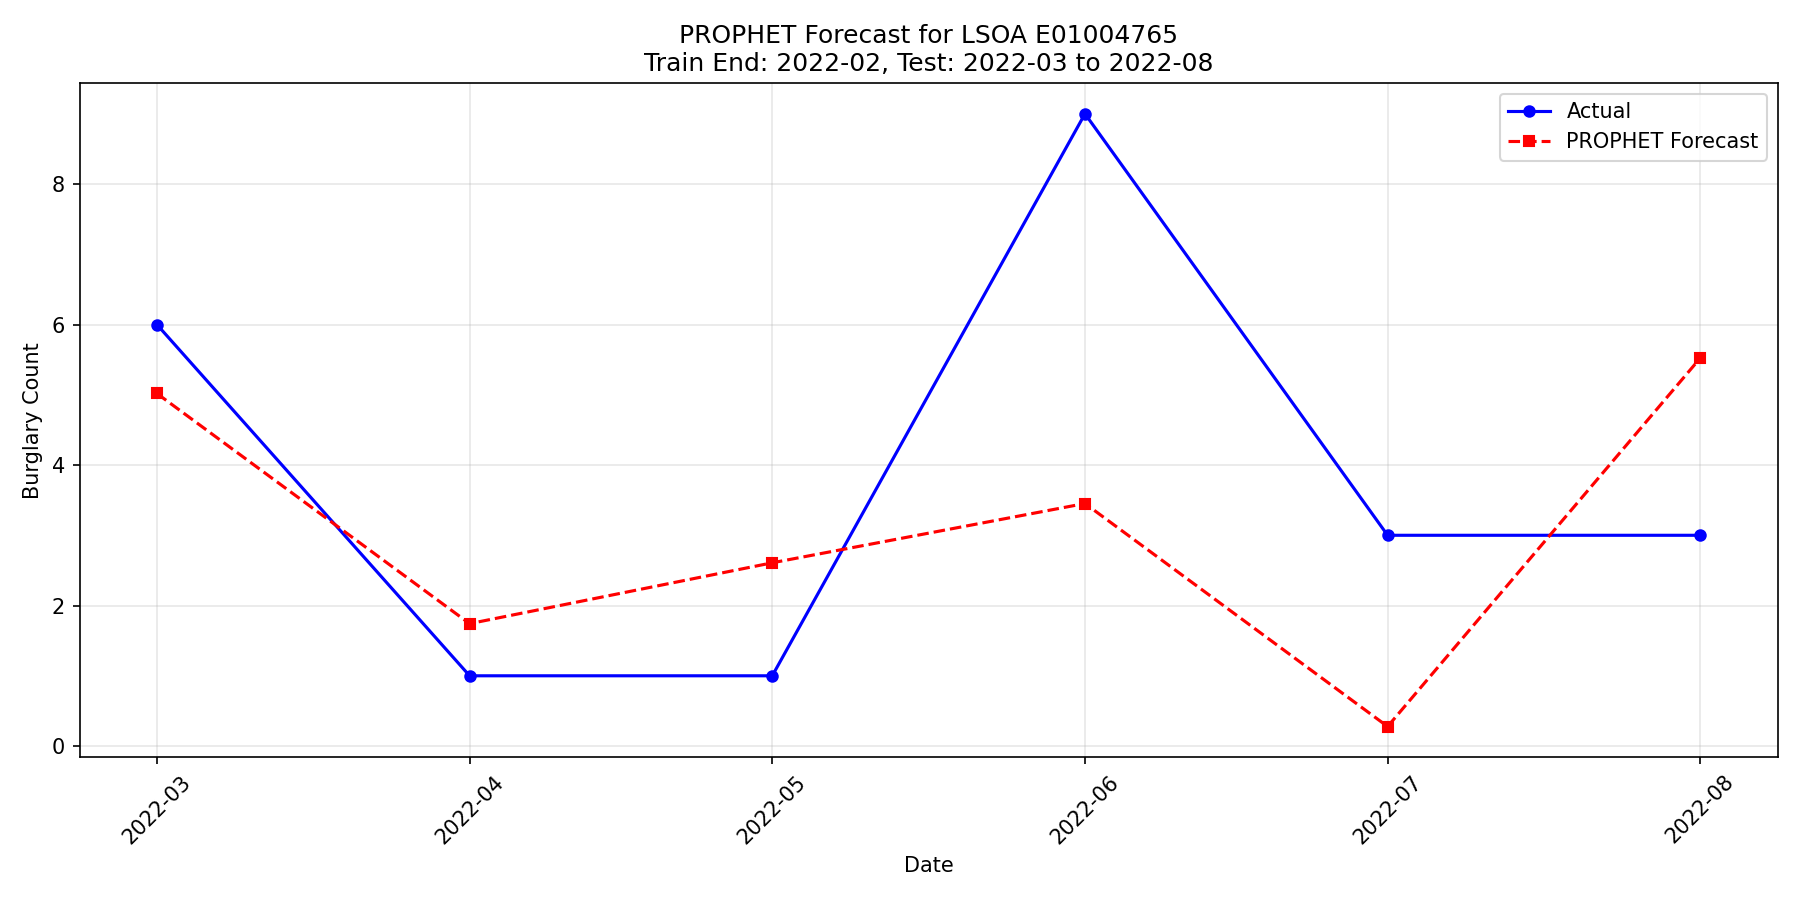 PROPHET Forecast for LSOA E01004765
Train End: 2022-02, Test: 2022-03 to 2022-08
Actual
PROPHET Forecast
Burglary Count
8
6
4
2
0
2022-03
2022-04
2022-05
2022-06
2022-07
2022-08
Date